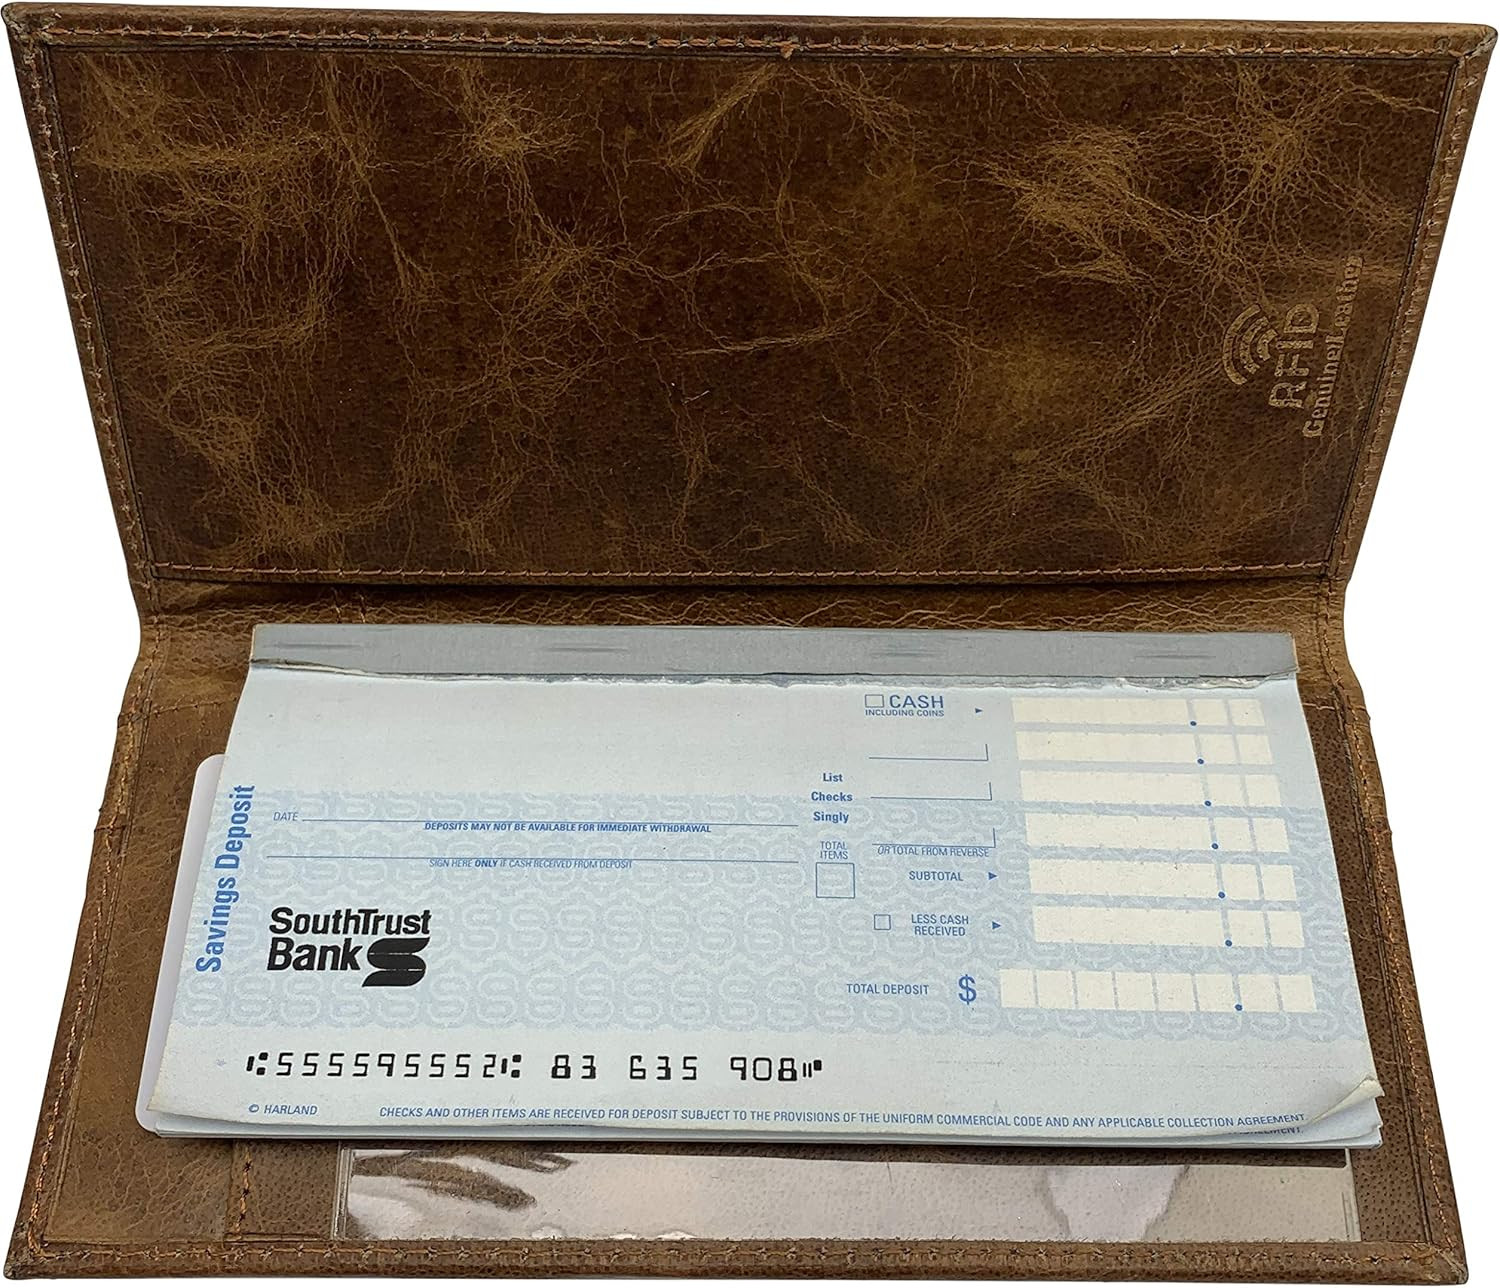 RFID
Genuine Leather
CASH
INCLUDING COINS
List
Checks
Singly
DATE
DEPOSITS MAY NOT BE AVAILABLE FOR IMMEDIATE WITHDRAWAL
TOTAL
ITEMS
OR TOTAL FROM REVERSE
SIGN HERE ONLY IF CASH RECEIVED FROM DEPOSIT
SUBTOTAL
Savings Deposit
SouthTrust
Bank
LESS CASH
RECEIVED
TOTAL DEPOSIT $
⑆555595552⑆ 83 635 908⑈
© HARLAND
CHECKS AND OTHER ITEMS ARE RECEIVED FOR DEPOSIT SUBJECT TO THE PROVISIONS OF THE UNIFORM COMMERCIAL CODE AND ANY APPLICABLE COLLECTION AGREEMENT.